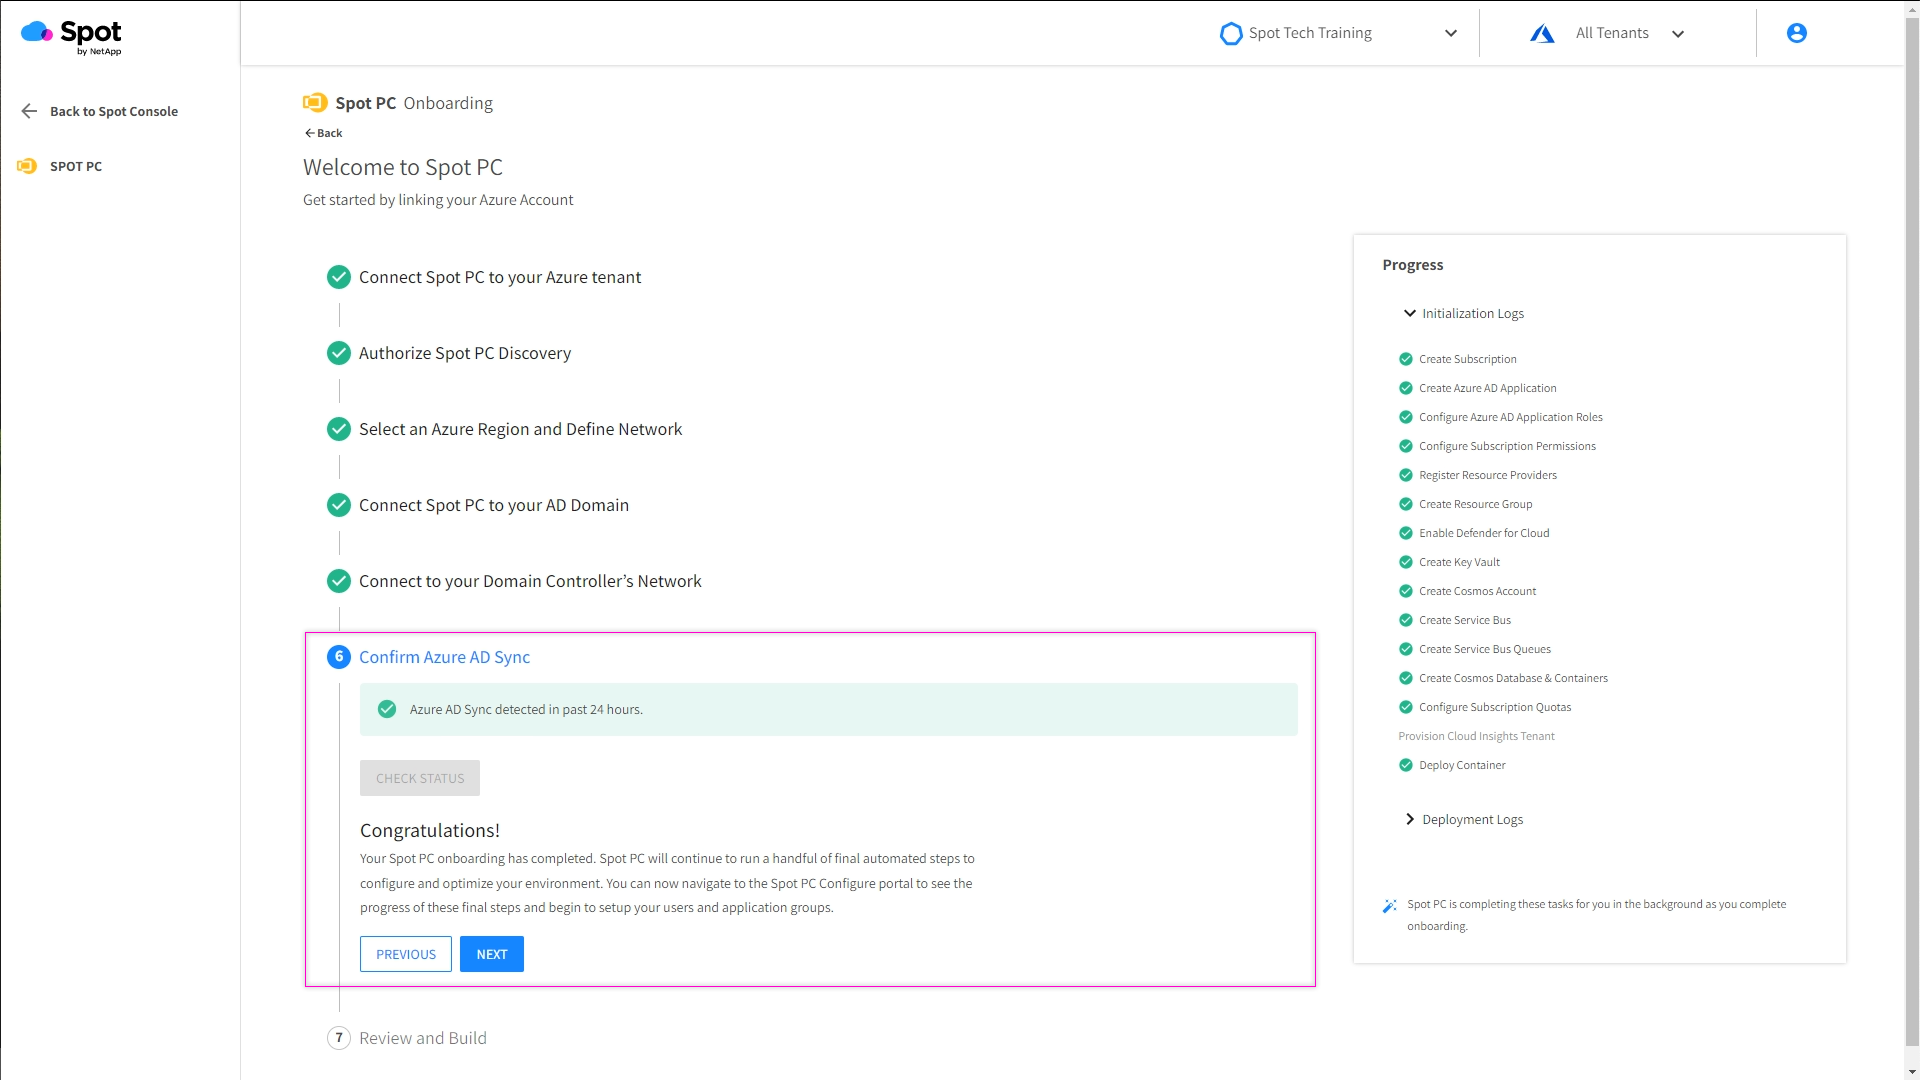 Spot
by NetApp
Spot Tech Training
All Tenants
Back to Spot Console
SPOT PC
Spot PC Onboarding
Back
Welcome to Spot PC
Get started by linking your Azure Account
Connect Spot PC to your Azure tenant
Authorize Spot PC Discovery
Select an Azure Region and Define Network
Connect Spot PC to your AD Domain
Connect to your Domain Controller’s Network
6 Confirm Azure AD Sync
Azure AD Sync detected in past 24 hours.
CHECK STATUS
Congratulations!
Your Spot PC onboarding has completed. Spot PC will continue to run a handful of final automated steps to
configure and optimize your environment. You can now navigate to the Spot PC Configure portal to see the
progress of these final steps and begin to setup your users and application groups.
PREVIOUS NEXT
7 Review and Build
Progress
Initialization Logs
Create Subscription
Create Azure AD Application
Configure Azure AD Application Roles
Configure Subscription Permissions
Register Resource Providers
Create Resource Group
Enable Defender for Cloud
Create Key Vault
Create Cosmos Account
Create Service Bus
Create Service Bus Queues
Create Cosmos Database & Containers
Configure Subscription Quotas
Provision Cloud Insights Tenant
Deploy Container
Deployment Logs
Spot PC is completing these tasks for you in the background as you complete
onboarding.